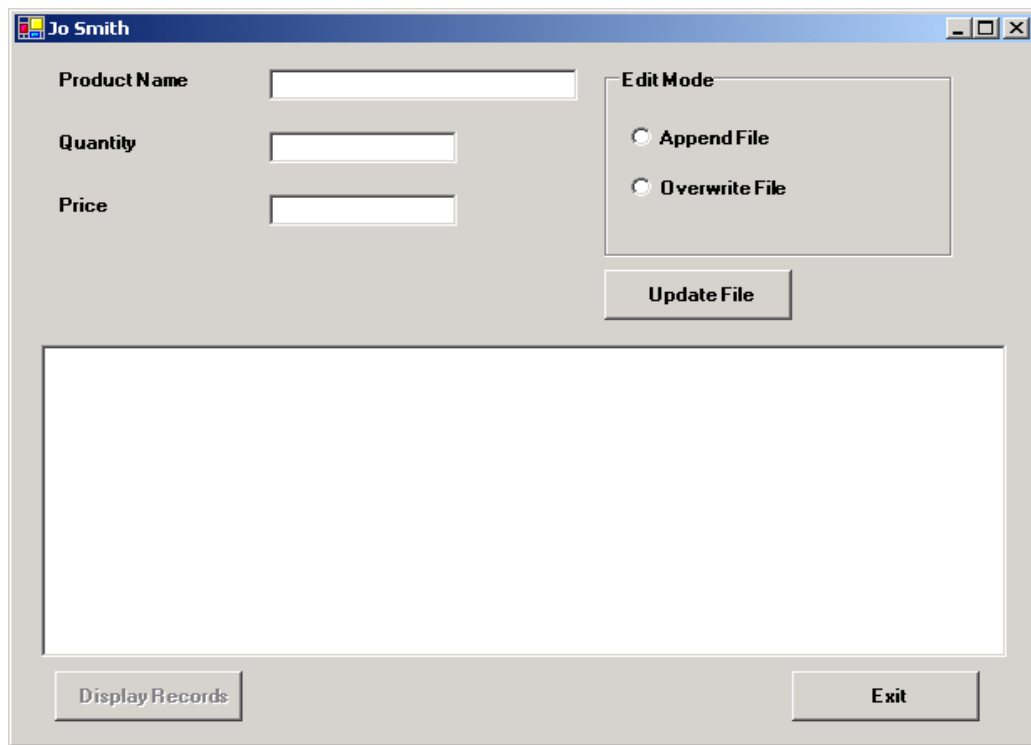 Jo Smith
Product Name
Quantity
Price
Edit Mode
Append File
Overwrite File
Update File
Display Records
Exit